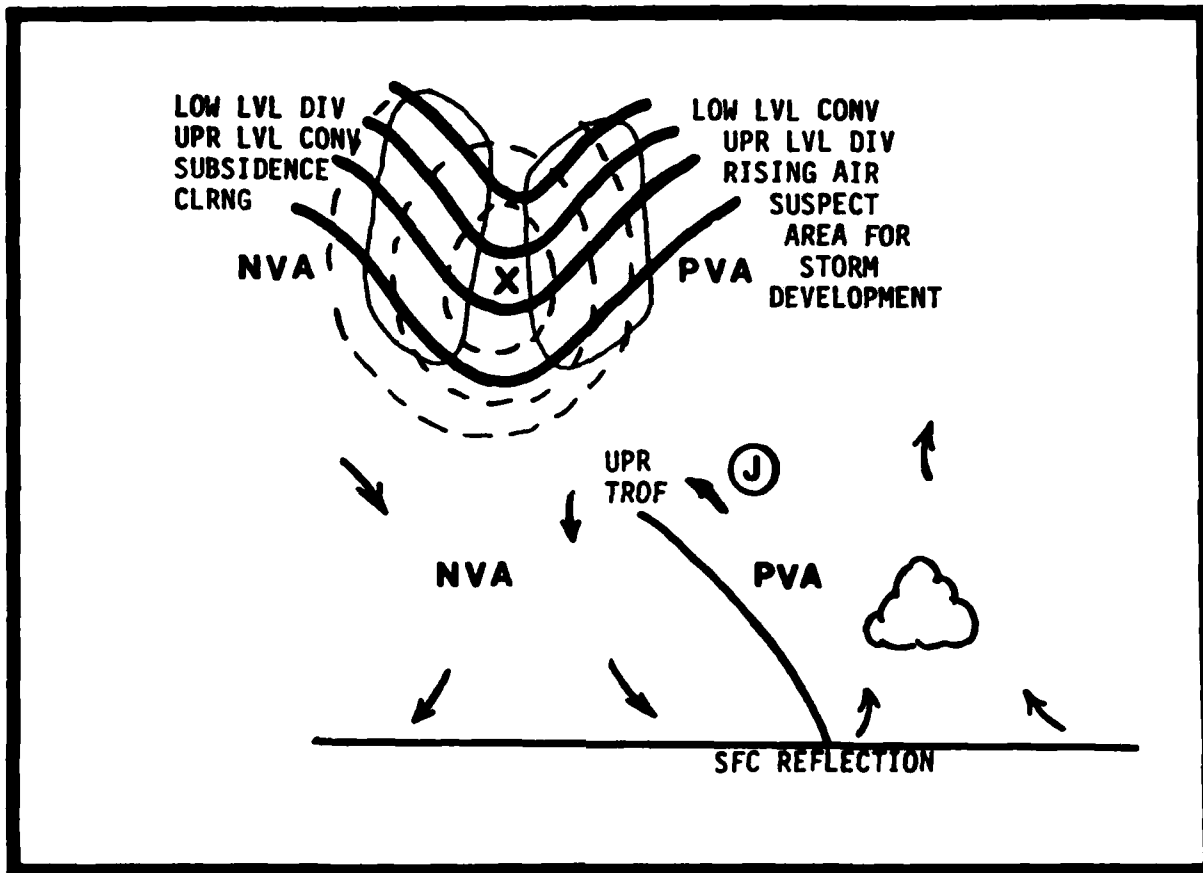 LOW LVL DIV
UPR LVL CONV
SUBSIDENCE
CLRNG
NVA
X
LOW LVL CONV
UPR LVL DIV
RISING AIR
SUSPECT
AREA FOR
STORM
DEVELOPMENT
PVA
UPR
TROF
J
NVA
PVA
SFC REFLECTION